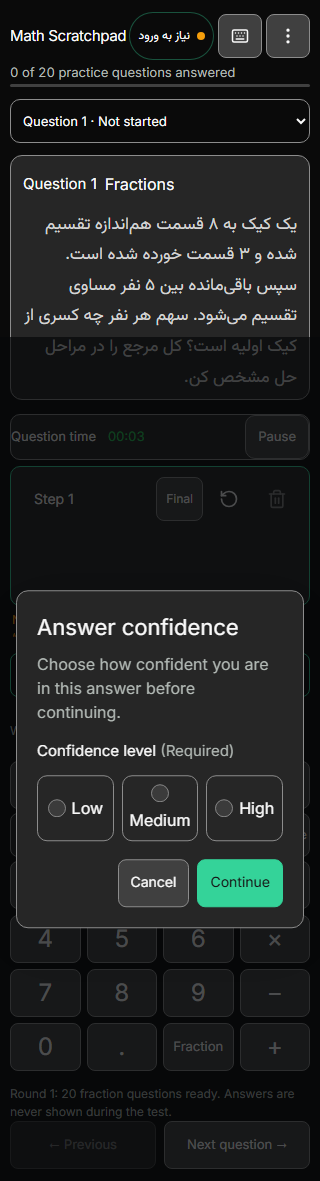 Math Scratchpad
نیاز به ورود
0 of 20 practice questions answered
Question 1 · Not started
Question 1 Fractions
یک کیک به ۸ قسمت هم‌اندازه تقسیم
شده و ۳ قسمت خورده شده است.
سپس باقی‌مانده بین ۵ نفر مساوی
تقسیم می‌شود. سهم هر نفر چه کسری از
کیک اولیه است؟ کل مرجع را در مراحل
حل مشخص کن.
Question time 00:03
Pause
Step 1
Final
Answer confidence
Choose how confident you are
in this answer before
continuing.
Confidence level (Required)
Low
Medium
High
Cancel
Continue
4 5 6 ×
7 8 9 −
0 . Fraction +
Round 1: 20 fraction questions ready. Answers are
never shown during the test.
← Previous
Next question →